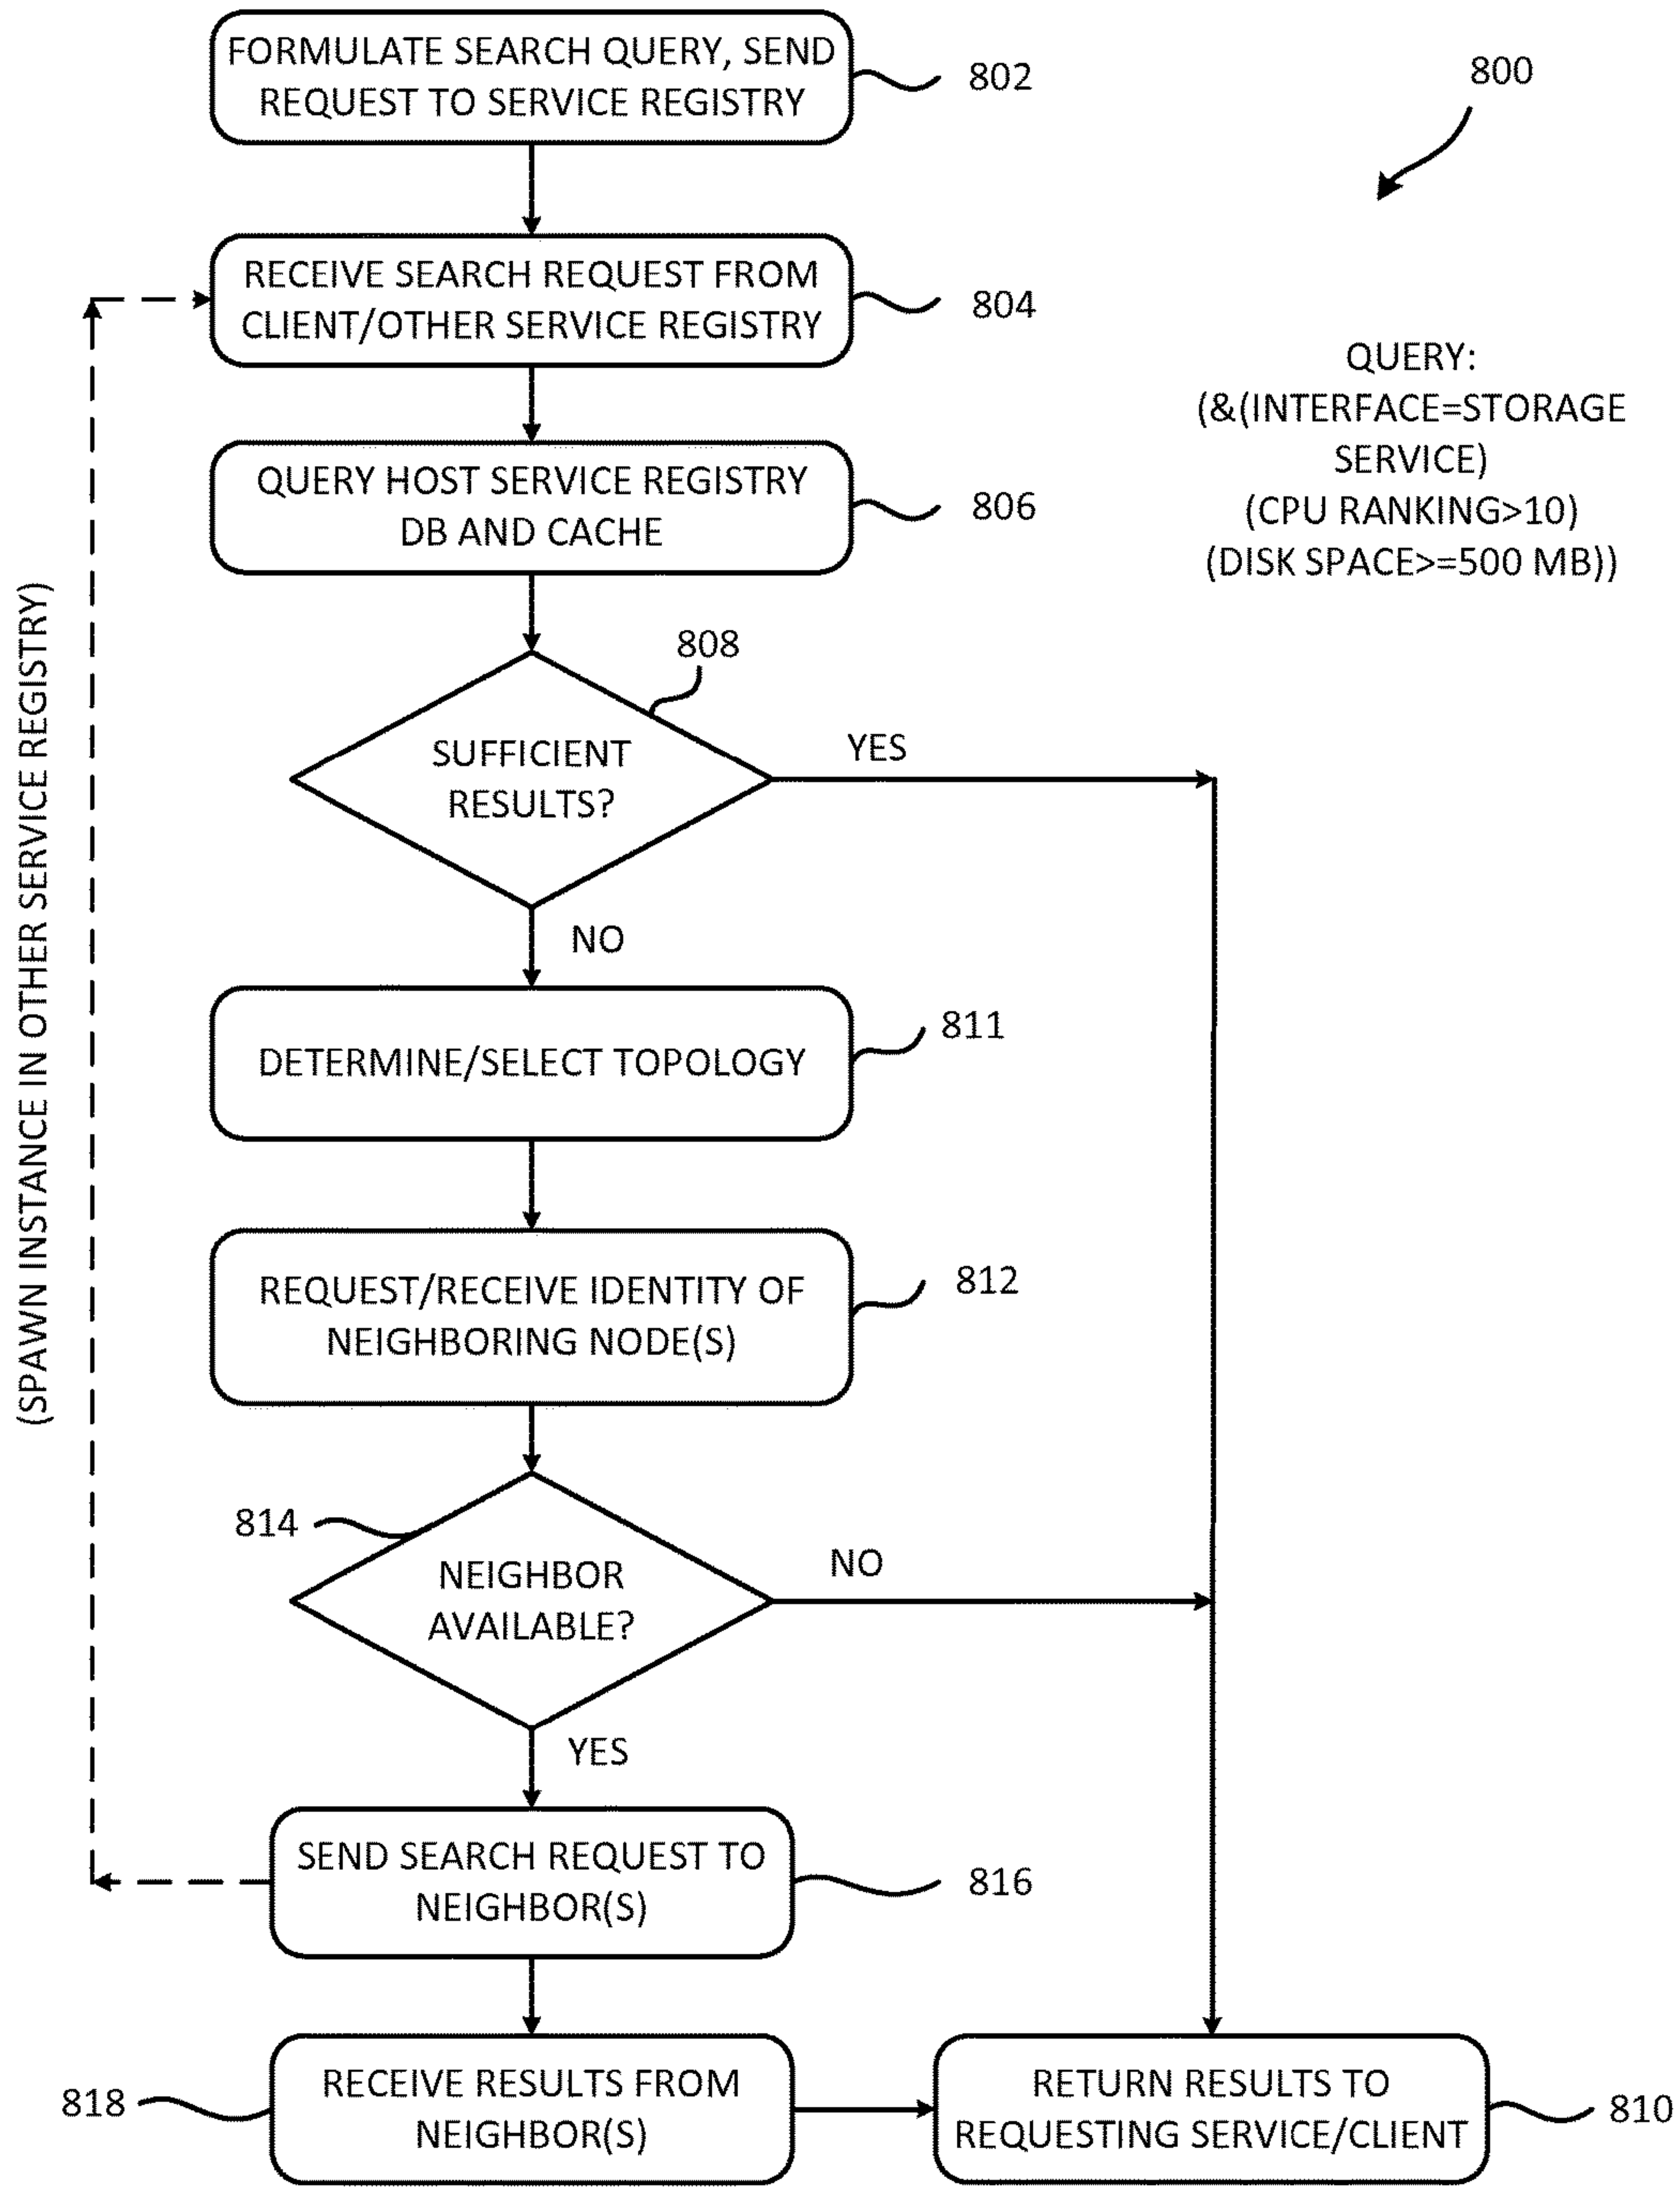 FORMULATE SEARCH QUERY, SEND
REQUEST TO SERVICE REGISTRY
802
800
RECEIVE SEARCH REQUEST FROM
CLIENT/OTHER SERVICE REGISTRY
804
QUERY:
(&(INTERFACE=STORAGE
SERVICE)
(CPU RANKING>10)
(DISK SPACE>=500 MB))
QUERY HOST SERVICE REGISTRY
DB AND CACHE
806
808
SUFFICIENT
RESULTS?
YES
NO
(SPAWN INSTANCE IN OTHER SERVICE REGISTRY)
DETERMINE/SELECT TOPOLOGY
811
REQUEST/RECEIVE IDENTITY OF
NEIGHBORING NODE(S)
812
814
NEIGHBOR
AVAILABLE?
NO
YES
SEND SEARCH REQUEST TO
NEIGHBOR(S)
816
818
RECEIVE RESULTS FROM
NEIGHBOR(S)
RETURN RESULTS TO
REQUESTING SERVICE/CLIENT
810